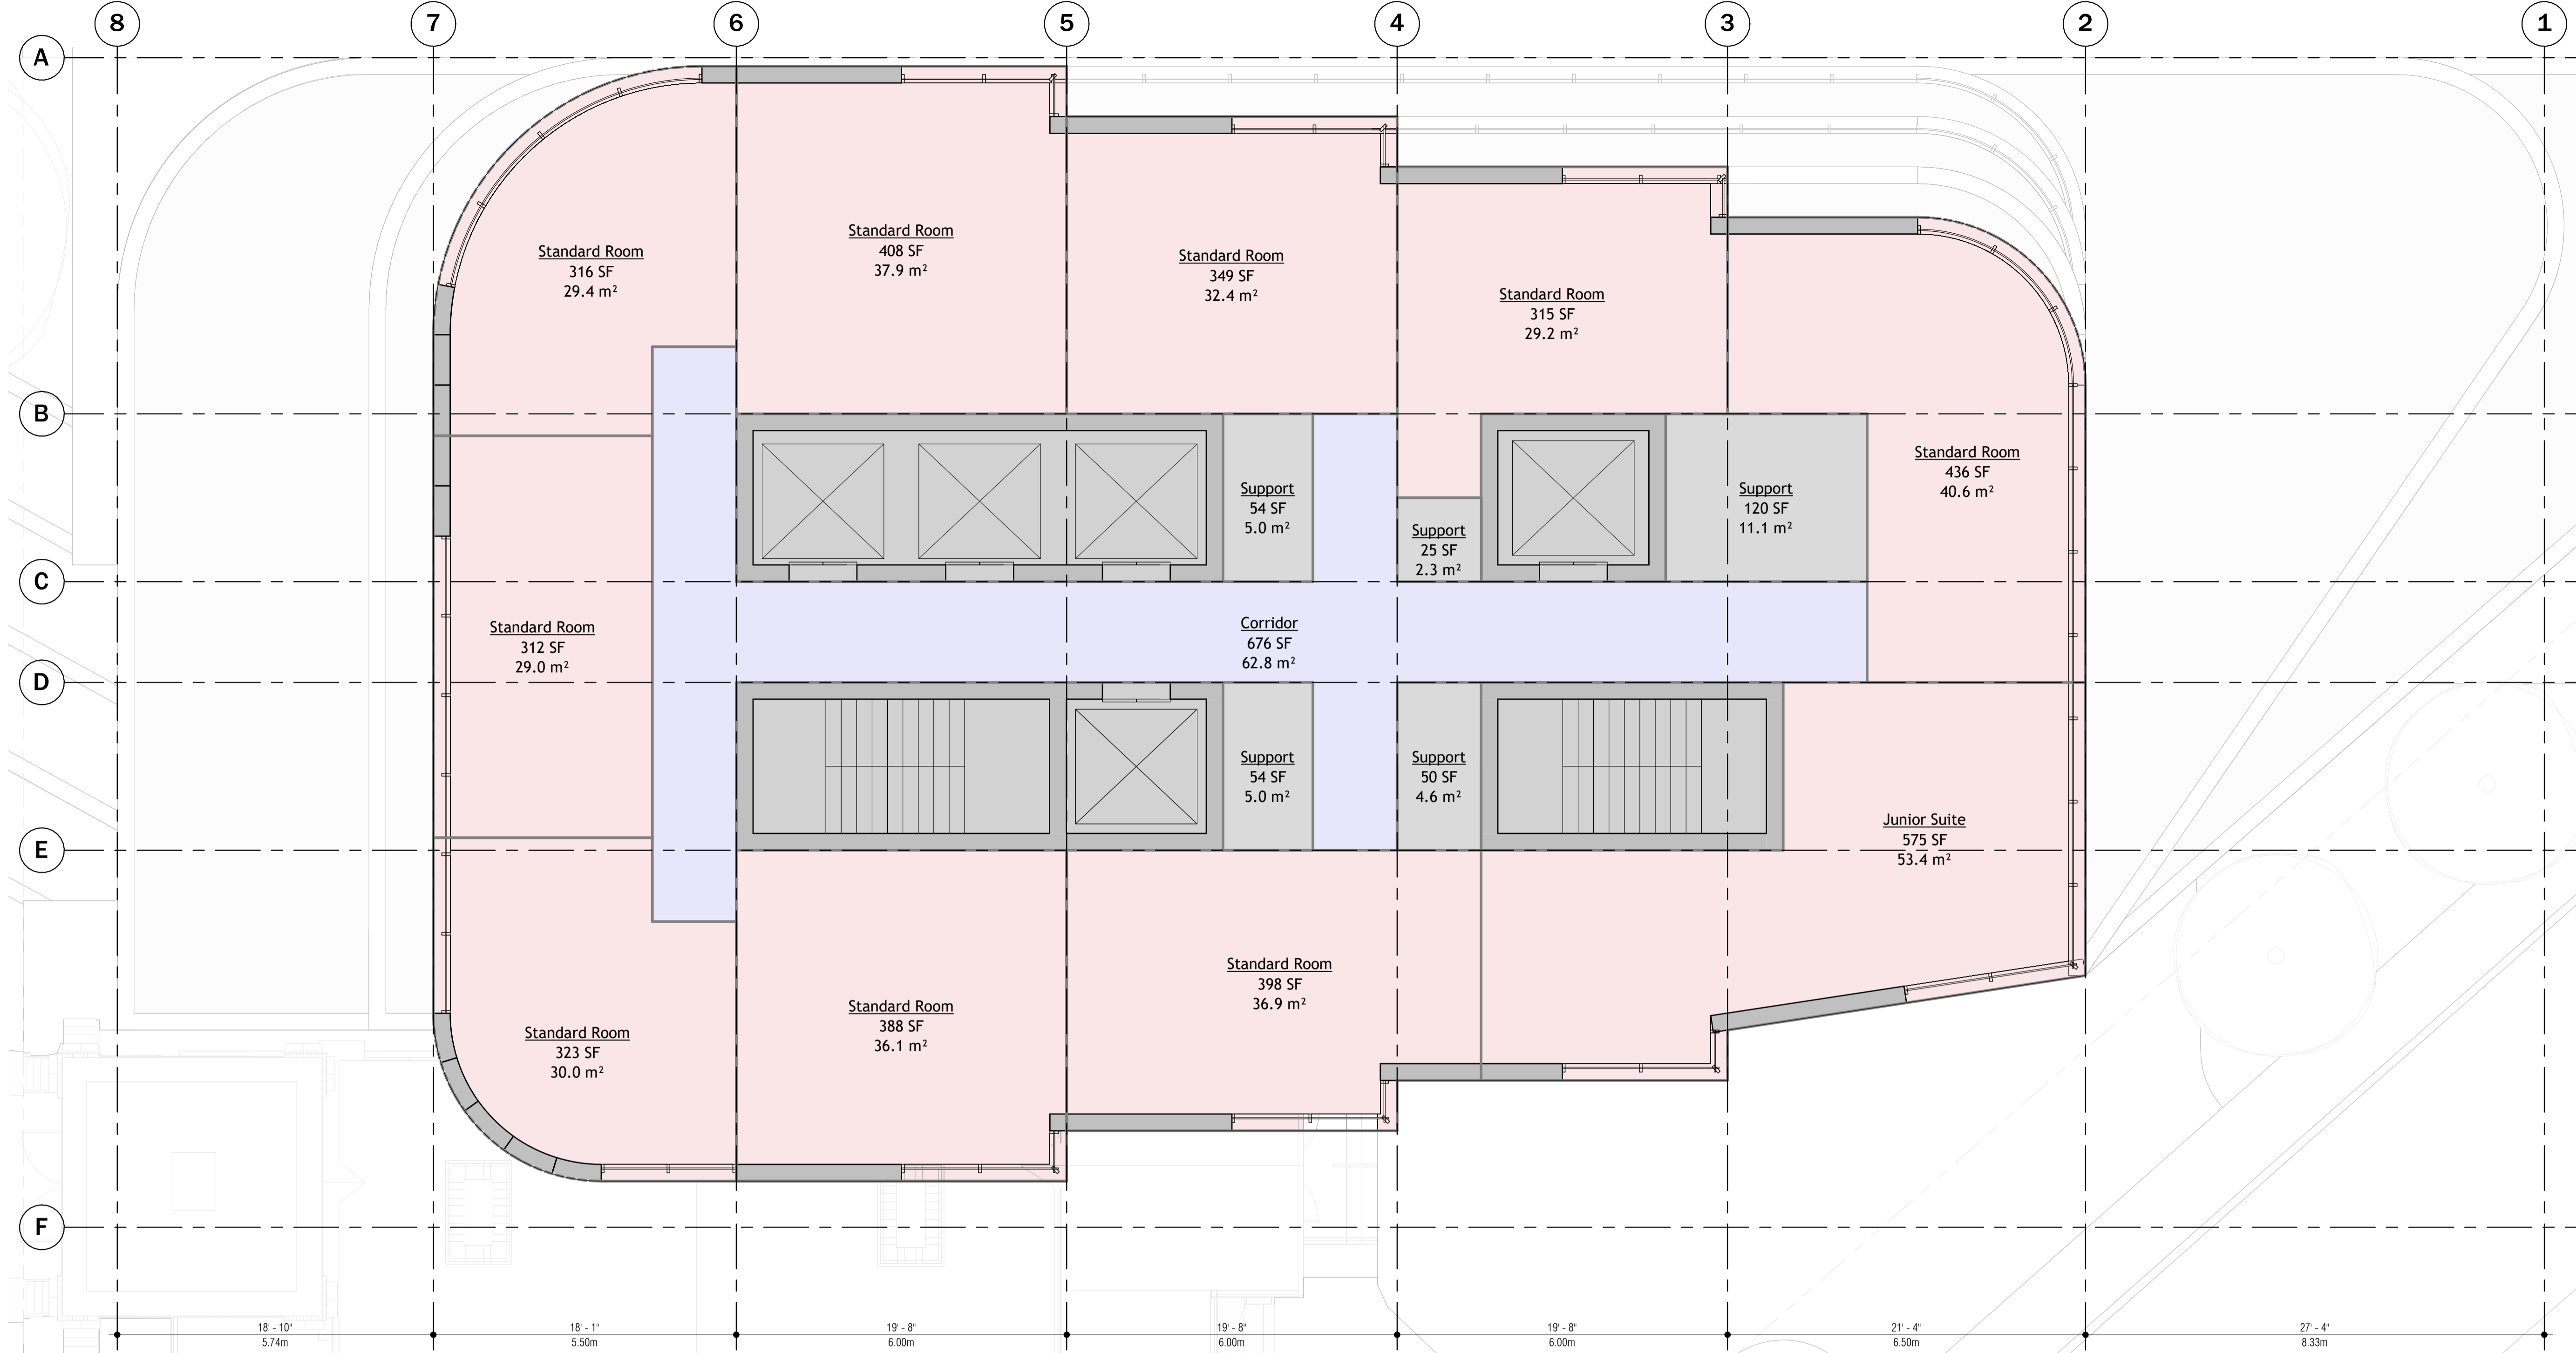 8 7 6 5 4 3 2 1
A
B
C
D
E
F
Standard Room
316 SF
29.4 m²
Standard Room
408 SF
37.9 m²
Standard Room
349 SF
32.4 m²
Standard Room
315 SF
29.2 m²
Standard Room
436 SF
40.6 m²
Support
54 SF
5.0 m²
Support
25 SF
2.3 m²
Support
120 SF
11.1 m²
Standard Room
312 SF
29.0 m²
Corridor
676 SF
62.8 m²
Support
54 SF
5.0 m²
Support
50 SF
4.6 m²
Junior Suite
575 SF
53.4 m²
Standard Room
323 SF
30.0 m²
Standard Room
388 SF
36.1 m²
Standard Room
398 SF
36.9 m²
18' - 10" 18' - 1" 19' - 8" 19' - 8" 19' - 8" 21' - 4" 27' - 4"
5.74m 5.50m 6.00m 6.00m 6.00m 6.50m 8.33m